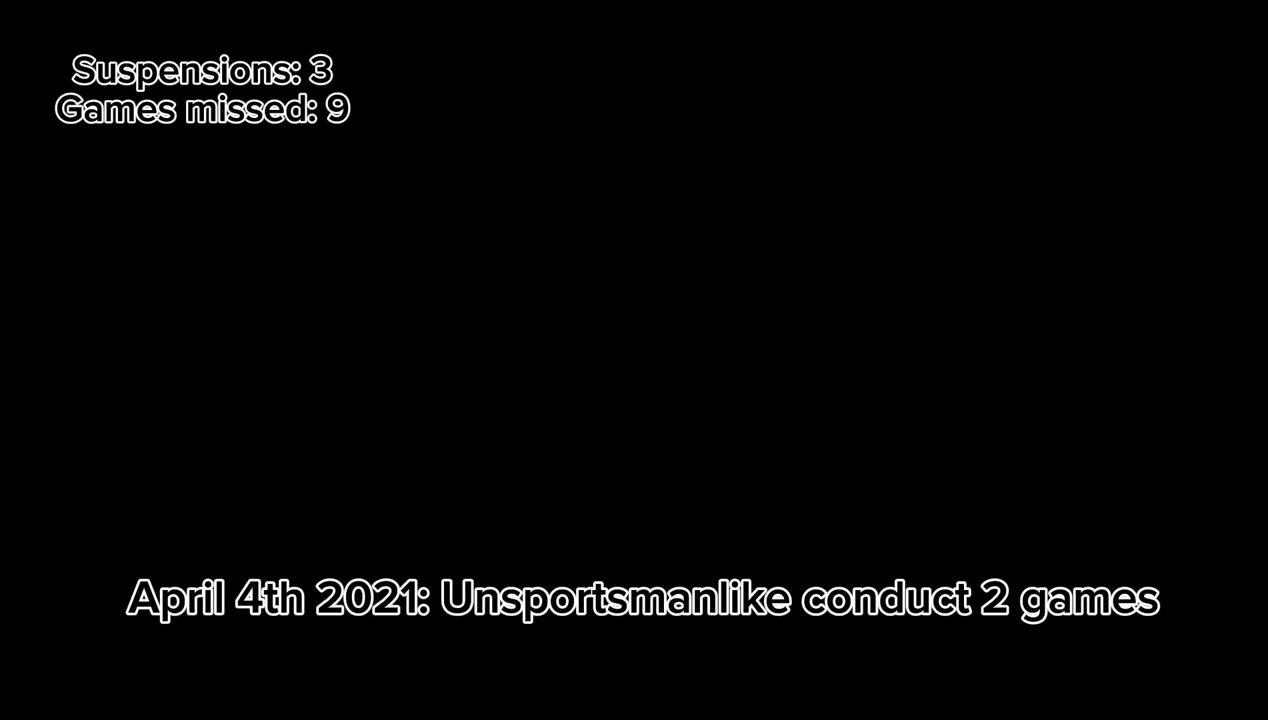 Suspensions: 3
Games missed: 9
April 4th 2021: Unsportsmanlike conduct 2 games